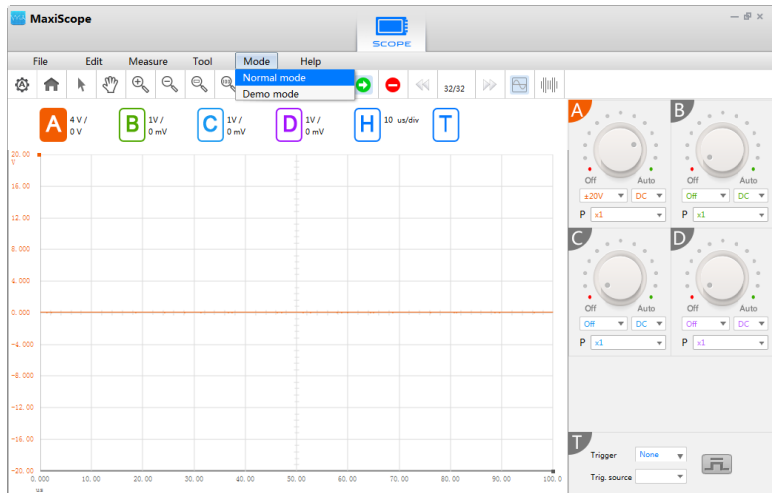 MaxiScope
SCOPE
File Edit Measure Tool Mode Help
Normal mode
Demo mode
32/32
A 4 V / 0 V
B 1V / 0 mV
C 1V / 0 mV
D 1V / 0 mV
H 10 us/div
T
20.00
V
16.00
12.00
8.000
4.000
0.000
-4.000
-8.000
-12.00
-16.00
-20.00
0.000 10.00 20.00 30.00 40.00 50.00 60.00 70.00 80.00 90.00 100.0
us
A
Off Auto
±20V DC
P x1
B
Off Auto
Off DC
P x1
C
Off Auto
Off DC
P x1
D
Off Auto
Off DC
P x1
T
Trigger None
Trig. source